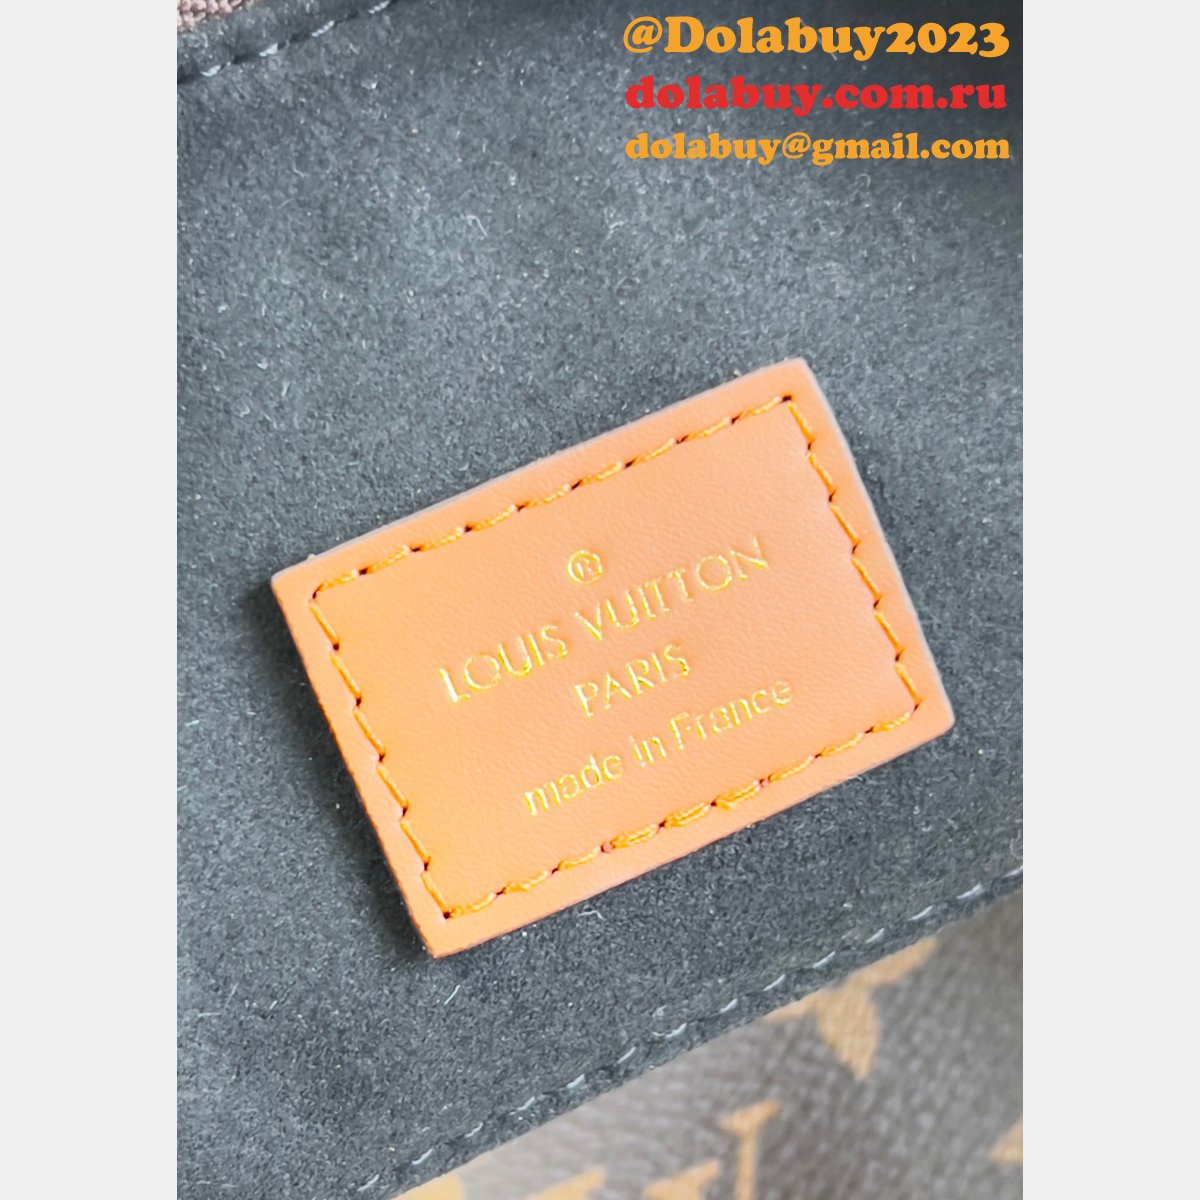 @Dolabuy2023
dolabuy.com.ru
dolabuy@gmail.com
®
LOUIS VUITTON
PARIS
made in France